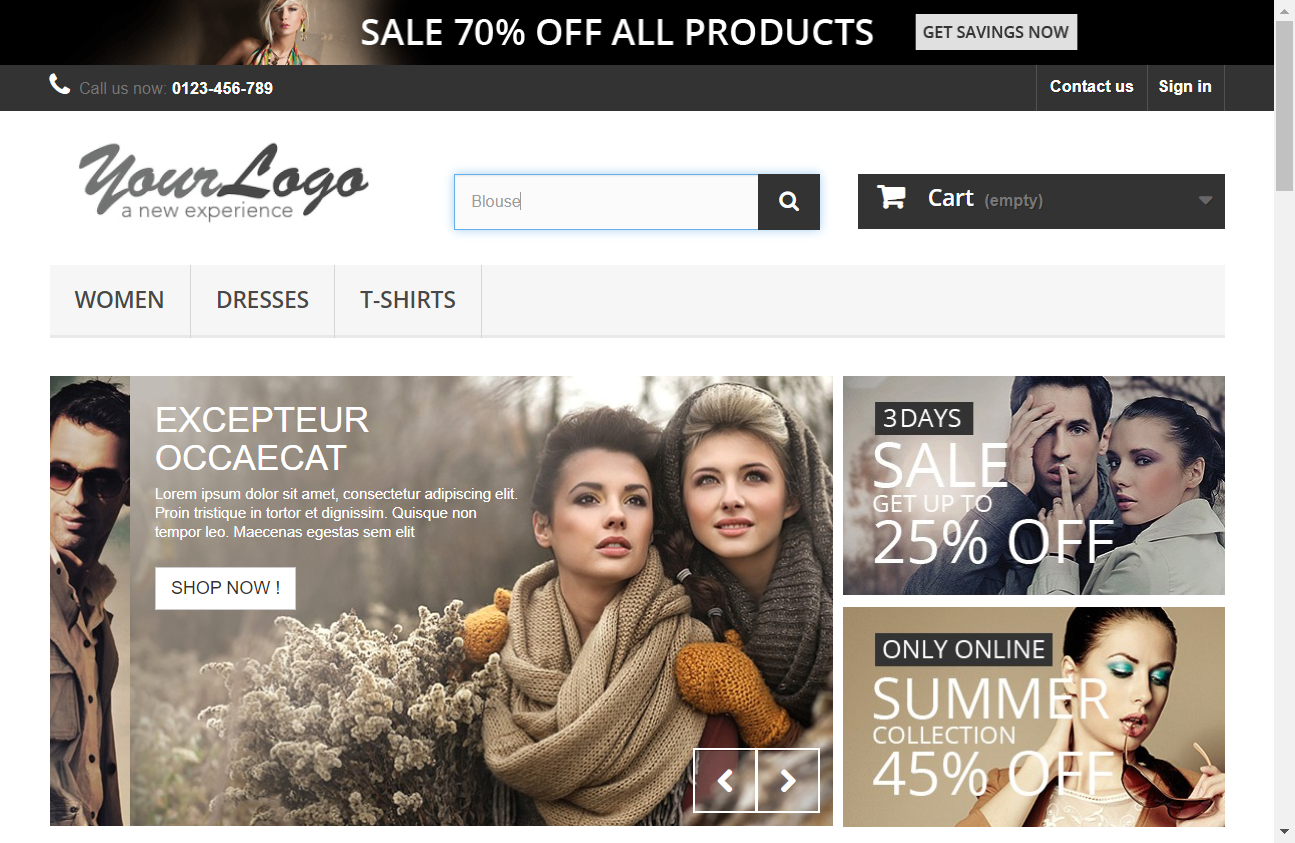 SALE 70% OFF ALL PRODUCTS
GET SAVINGS NOW
Call us now: 0123-456-789
Contact us
Sign in
YourLogo
a new experience
Blouse
Cart (empty)
WOMEN
DRESSES
T-SHIRTS
EXCEPTEUR
OCCAECAT
Lorem ipsum dolor sit amet, consectetur adipiscing elit.
Proin tristique in tortor et dignissim. Quisque non
tempor leo. Maecenas egestas sem elit
SHOP NOW !
3 DAYS
SALE
GET UP TO
25% OFF
ONLY ONLINE
SUMMER
COLLECTION
45% OFF